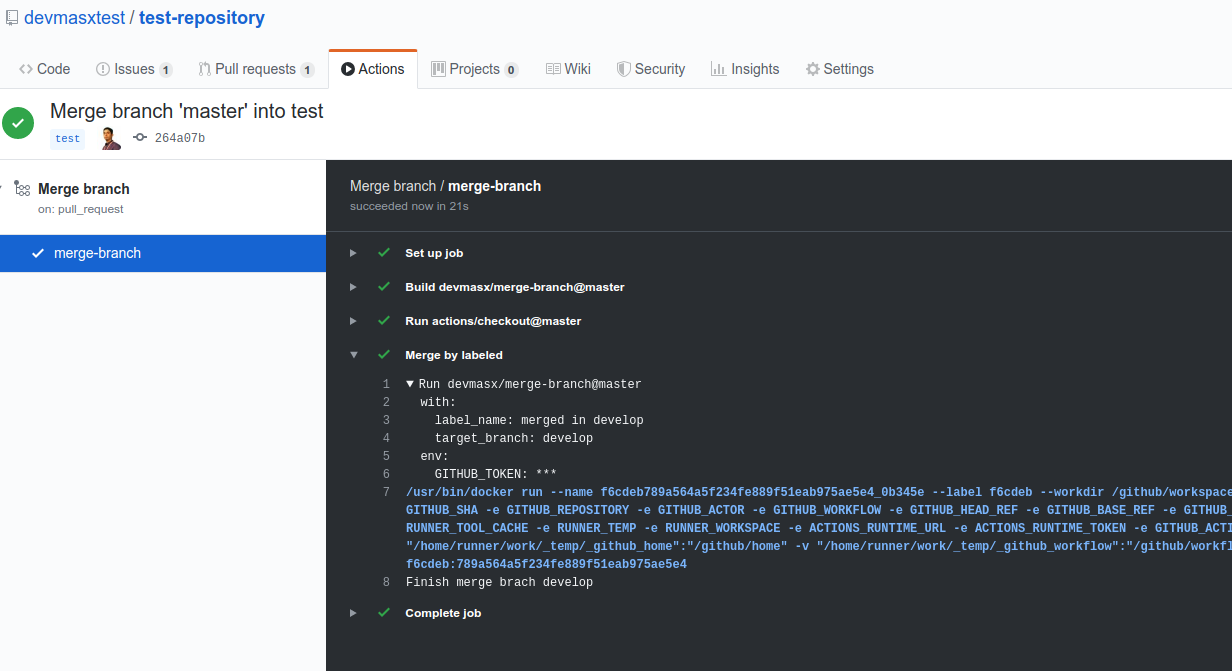 devmasxtest / test-repository
Code Issues 1 Pull requests 1 Actions Projects 0 Wiki Security Insights Settings
Merge branch 'master' into test
test 264a07b
Merge branch
on: pull_request
merge-branch
Merge branch / merge-branch
succeeded now in 21s
Set up job
Build devmasx/merge-branch@master
Run actions/checkout@master
Merge by labeled
1 ▼ Run devmasx/merge-branch@master
2 with:
3 label_name: merged in develop
4 target_branch: develop
5 env:
6 GITHUB_TOKEN: ***
7 /usr/bin/docker run --name f6cdeb789a564a5f234fe889f51eab975ae5e4_0b345e --label f6cdeb --workdir /github/workspace
GITHUB_SHA -e GITHUB_REPOSITORY -e GITHUB_ACTOR -e GITHUB_WORKFLOW -e GITHUB_HEAD_REF -e GITHUB_BASE_REF -e GITHUB_
RUNNER_TOOL_CACHE -e RUNNER_TEMP -e RUNNER_WORKSPACE -e ACTIONS_RUNTIME_URL -e ACTIONS_RUNTIME_TOKEN -e GITHUB_ACTI
"/home/runner/work/_temp/_github_home":"/github/home" -v "/home/runner/work/_temp/_github_workflow":"/github/workfl
f6cdeb:789a564a5f234fe889f51eab975ae5e4
8 Finish merge brach develop
Complete job